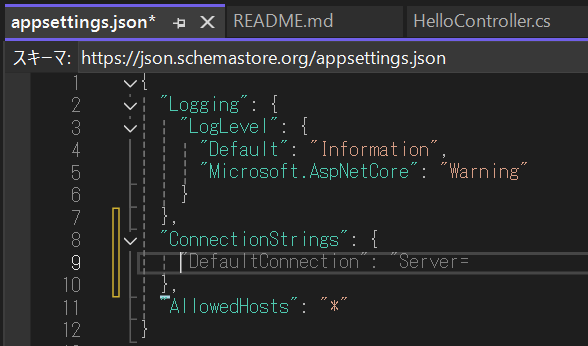 appsettings.json* README.md HelloController.cs
スキーマ: https://json.schemastore.org/appsettings.json
1 {
2 "Logging": {
3 "LogLevel": {
4 "Default": "Information",
5 "Microsoft.AspNetCore": "Warning"
6 }
7 },
8 "ConnectionStrings": {
9 "DefaultConnection": "Server=
10 },
11 "AllowedHosts": "*"
12 }